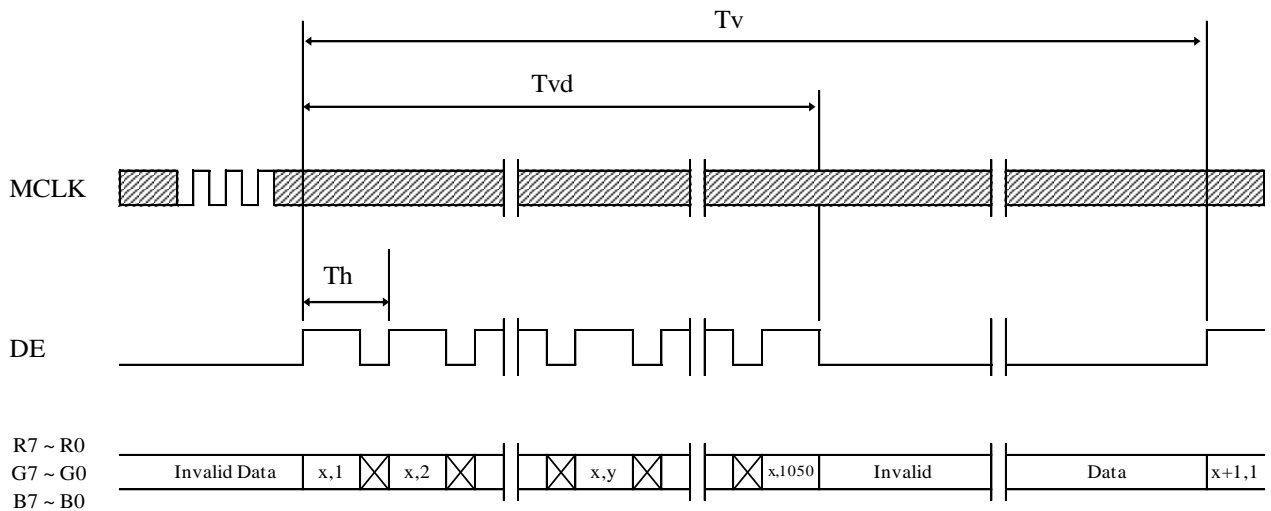 Tv
Tvd
MCLK
Th
DE
R7 ~ R0
G7 ~ G0
B7 ~ B0
Invalid Data x,1 x,2 x,y x,1050 Invalid Data x+1,1